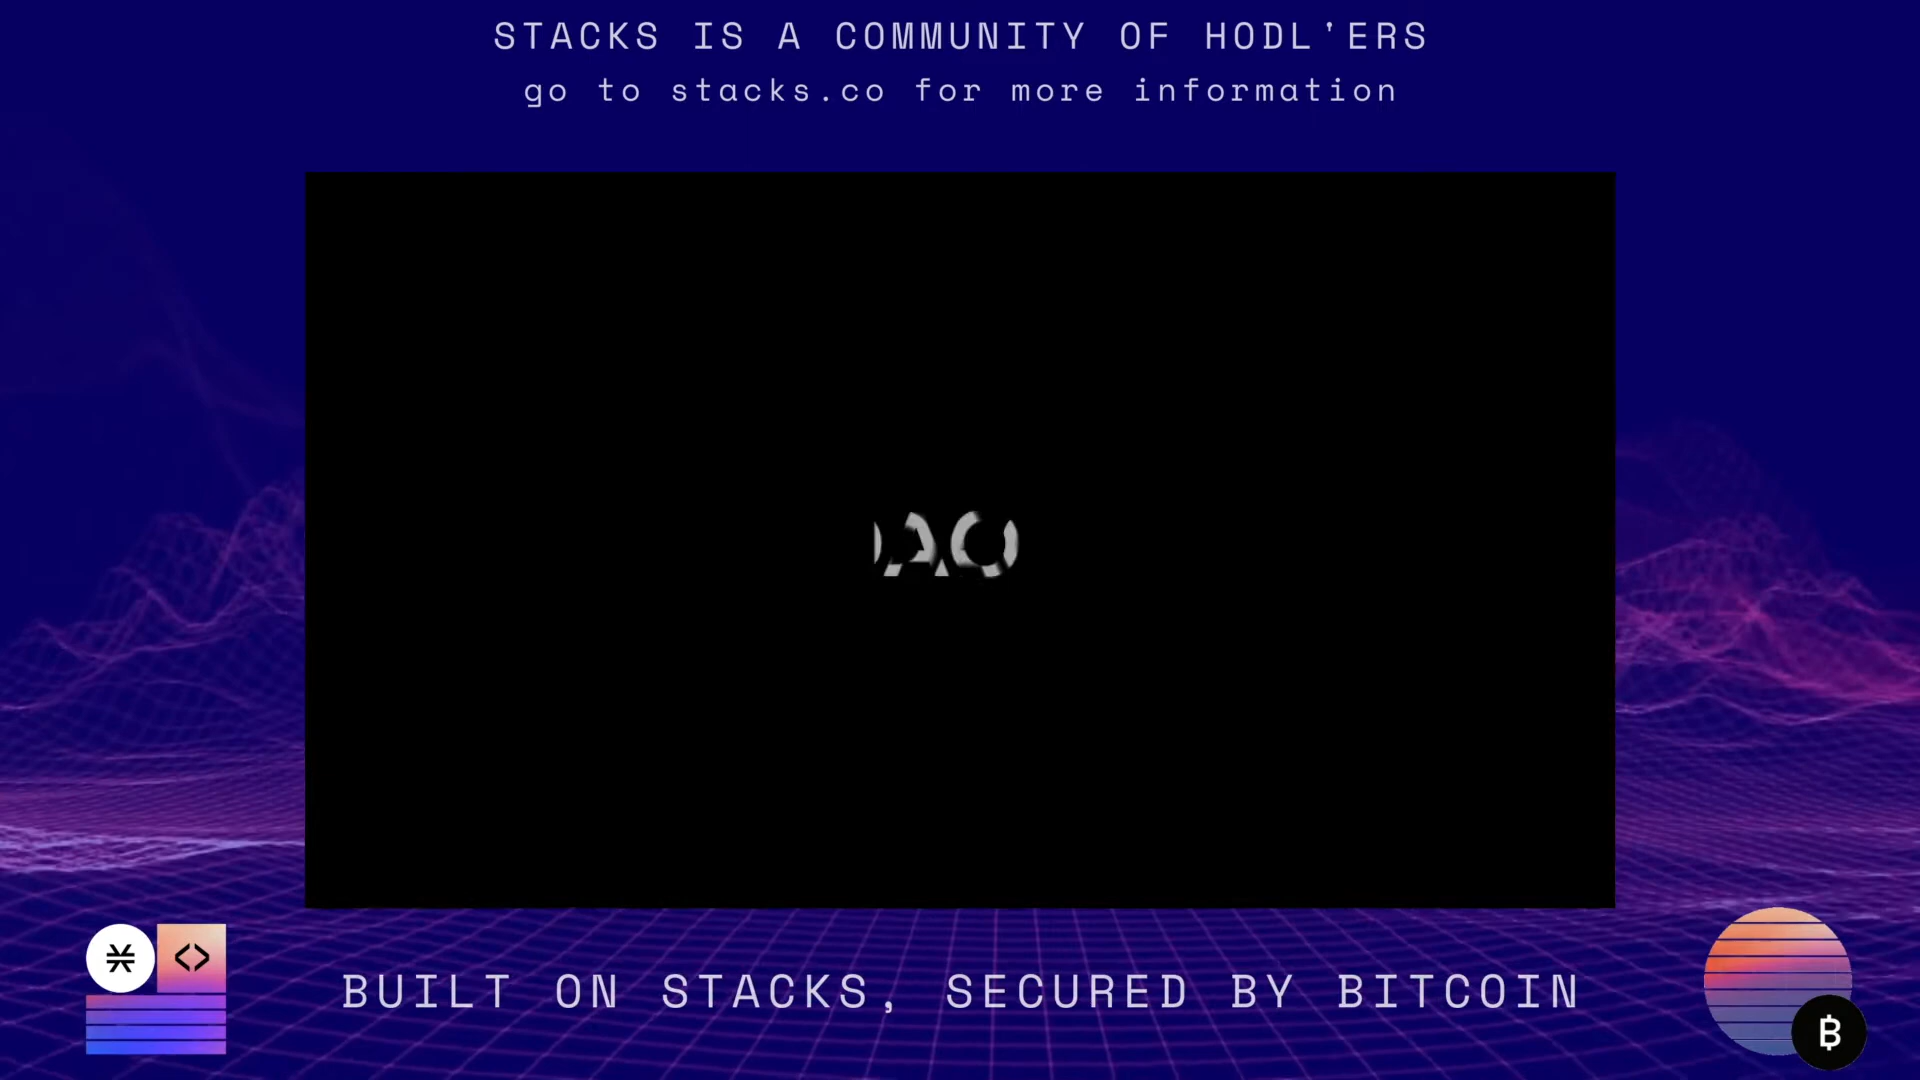 STACKS IS A COMMUNITY OF HODL'ERS
go to stacks.co for more information
BUILT ON STACKS, SECURED BY BITCOIN